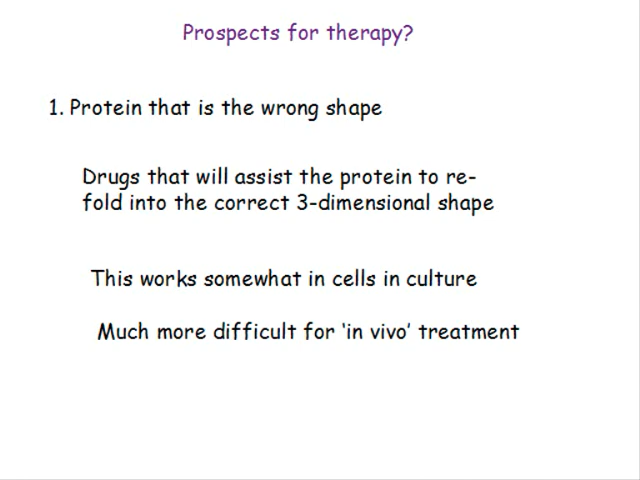 Prospects for therapy?
1. Protein that is the wrong shape
Drugs that will assist the protein to re-
fold into the correct 3-dimensional shape
This works somewhat in cells in culture
Much more difficult for ‘in vivo’ treatment